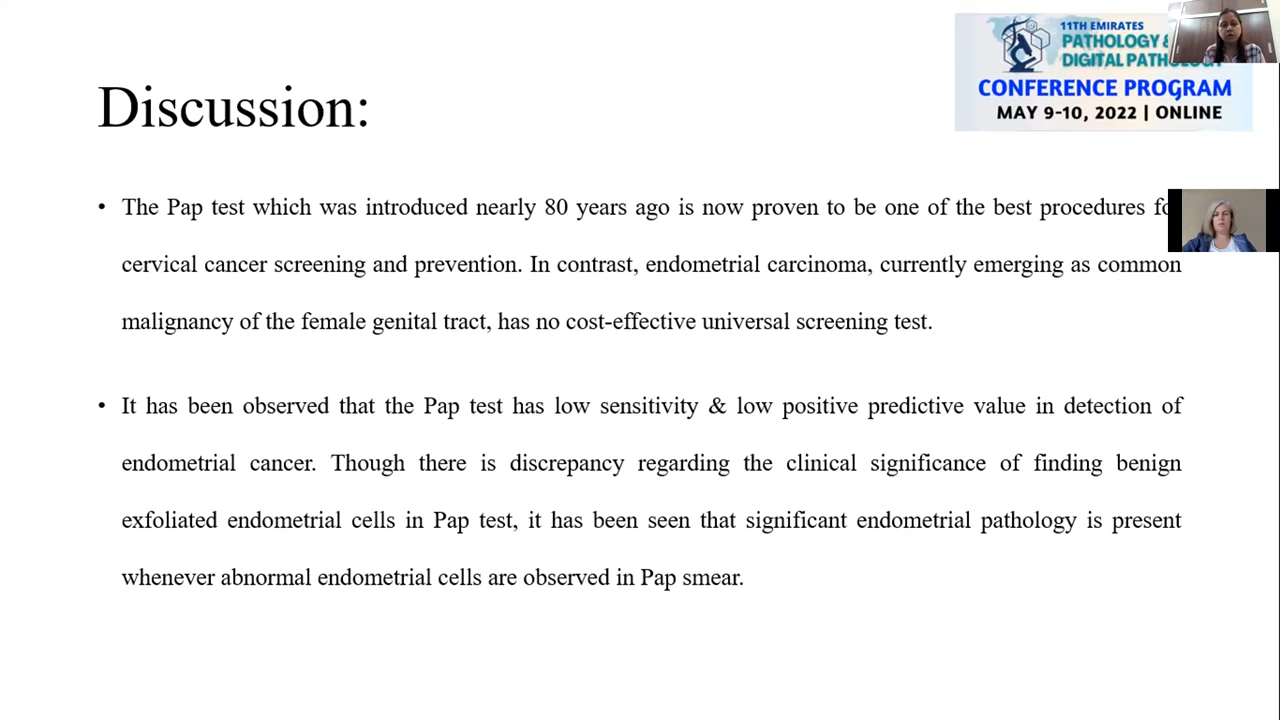 11TH EMIRATES
PATHOLOGY &
DIGITAL
CONFERENCE PROGRAM
MAY 9-10, 2022 | ONLINE
Discussion:
• The Pap test which was introduced nearly 80 years ago is now proven to be one of the best procedures
cervical cancer screening and prevention. In contrast, endometrial carcinoma, currently emerging as common
malignancy of the female genital tract, has no cost-effective universal screening test.
• It has been observed that the Pap test has low sensitivity & low positive predictive value in detection of
endometrial cancer. Though there is discrepancy regarding the clinical significance of finding benign
exfoliated endometrial cells in Pap test, it has been seen that significant endometrial pathology is present
whenever abnormal endometrial cells are observed in Pap smear.